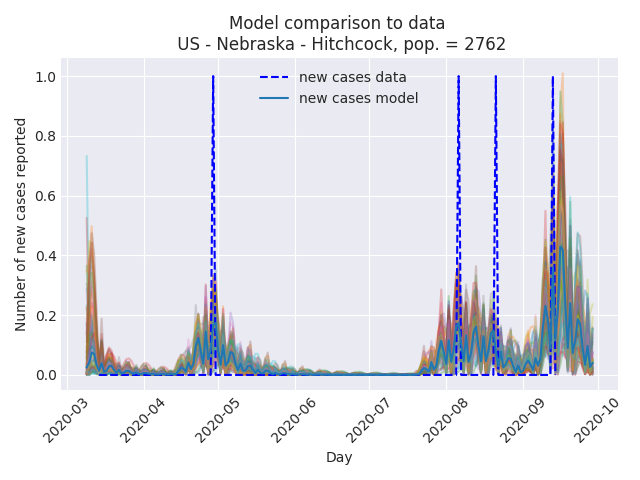 Model comparison to data
US - Nebraska - Hitchcock, pop. = 2762
new cases data
new cases model
Number of new cases reported
1.0
0.8
0.6
0.4
0.2
0.0
2020-03
2020-04
2020-05
2020-06
2020-07
2020-08
2020-09
2020-10
Day